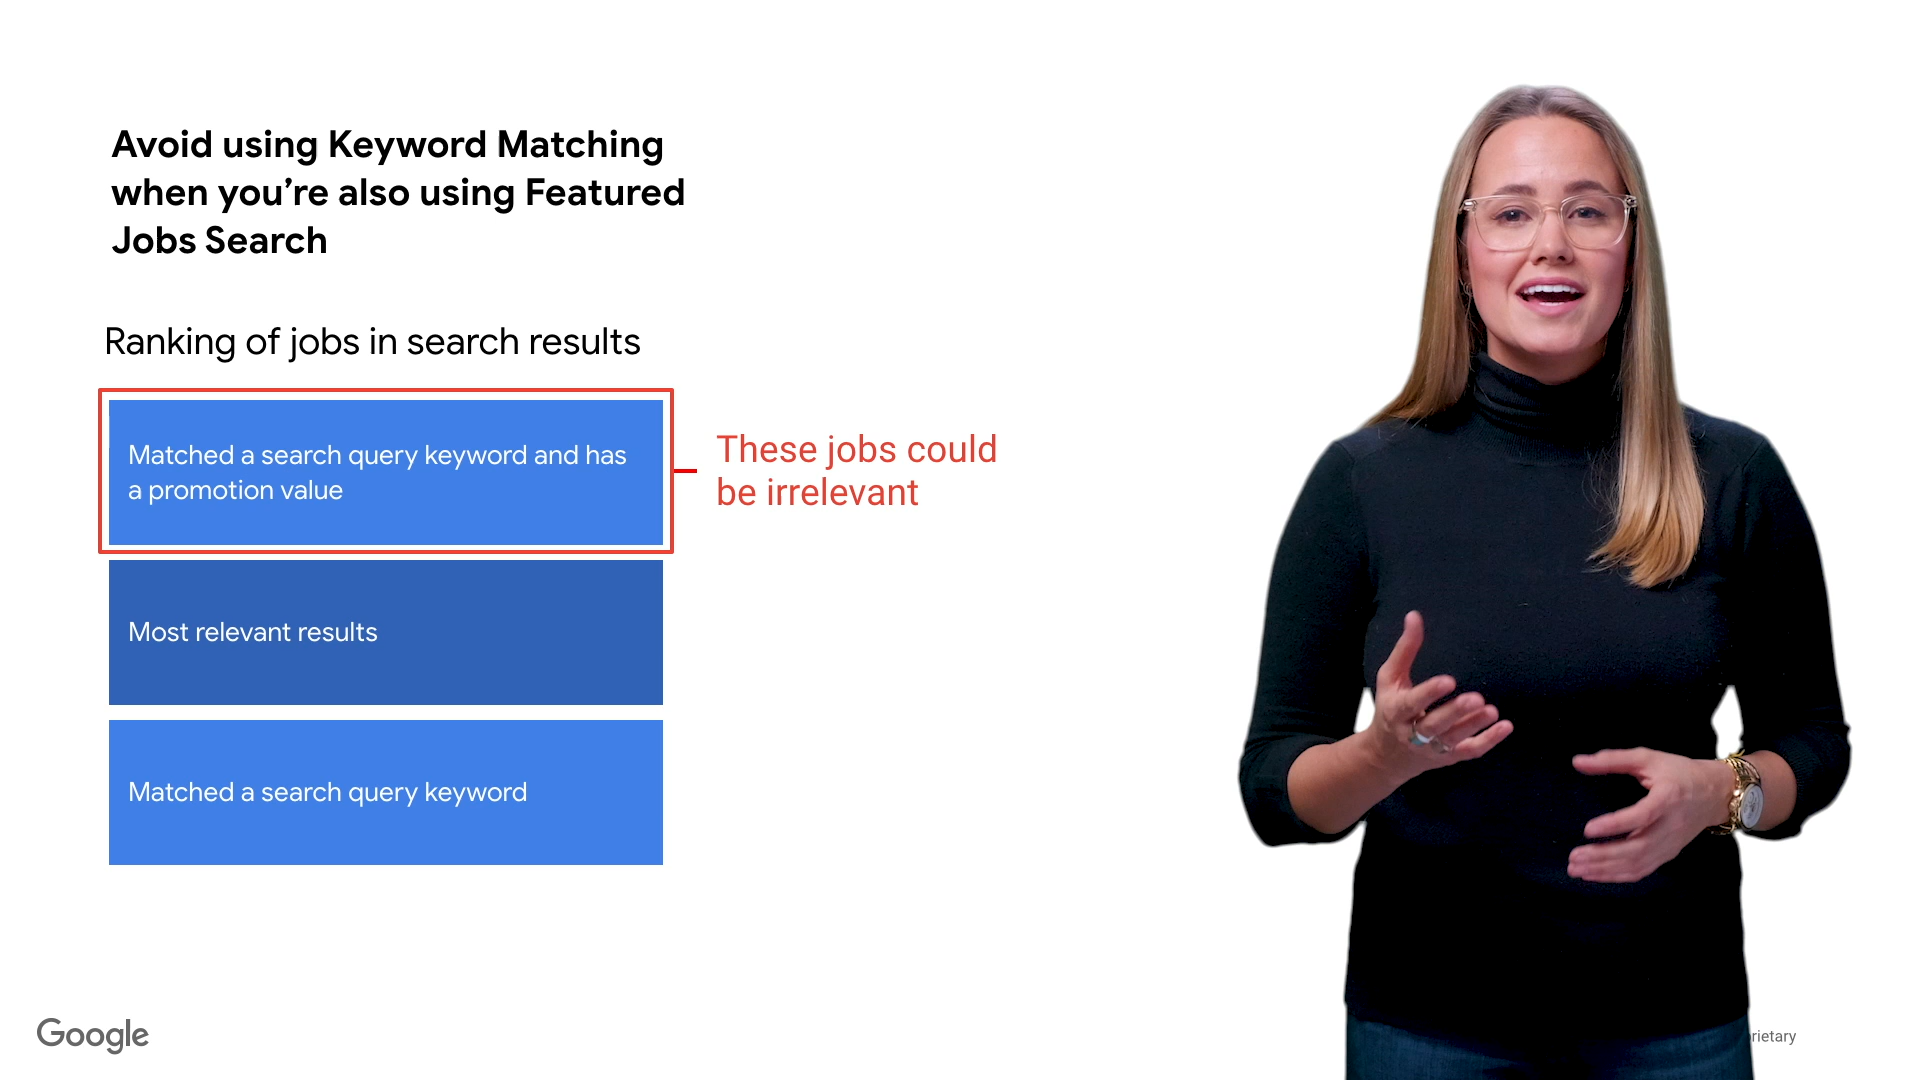 Avoid using Keyword Matching
when you’re also using Featured
Jobs Search
Ranking of jobs in search results
Matched a search query keyword and has
a promotion value
These jobs could
be irrelevant
Most relevant results
Matched a search query keyword
Google